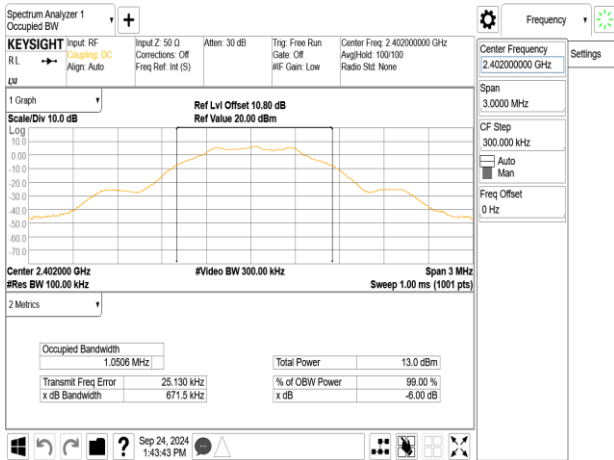 Spectrum Analyzer 1
Occupied BW
KEYSIGHT
RL
LXI
Input: RF
Coupling: DC
Align: Auto
Input Z: 50 Ω
Corrections: Off
Freq Ref: Int (S)
Atten: 30 dB
Trig: Free Run
Gate: Off
#IF Gain: Low
Center Freq: 2.402000000 GHz
Avg|Hold: 100/100
Radio Std: None
1 Graph
Scale/Div 10.0 dB
Ref Lvl Offset 10.80 dB
Ref Value 20.00 dBm
Log
10.0
0.00
-10.0
-20.0
-30.0
-40.0
-50.0
-60.0
-70.0
Center 2.402000 GHz
#Video BW 300.00 kHz
Span 3 MHz
#Res BW 100.00 kHz
Sweep 1.00 ms (1001 pts)
2 Metrics
Occupied Bandwidth
1.0506 MHz
Total Power 13.0 dBm
Transmit Freq Error 25.130 kHz
% of OBW Power 99.00 %
x dB Bandwidth 671.5 kHz
x dB -6.00 dB
Sep 24, 2024
1:43:43 PM
Frequency
Settings
Center Frequency
2.402000000 GHz
Span
3.0000 MHz
CF Step
300.000 kHz
Auto
Man
Freq Offset
0 Hz